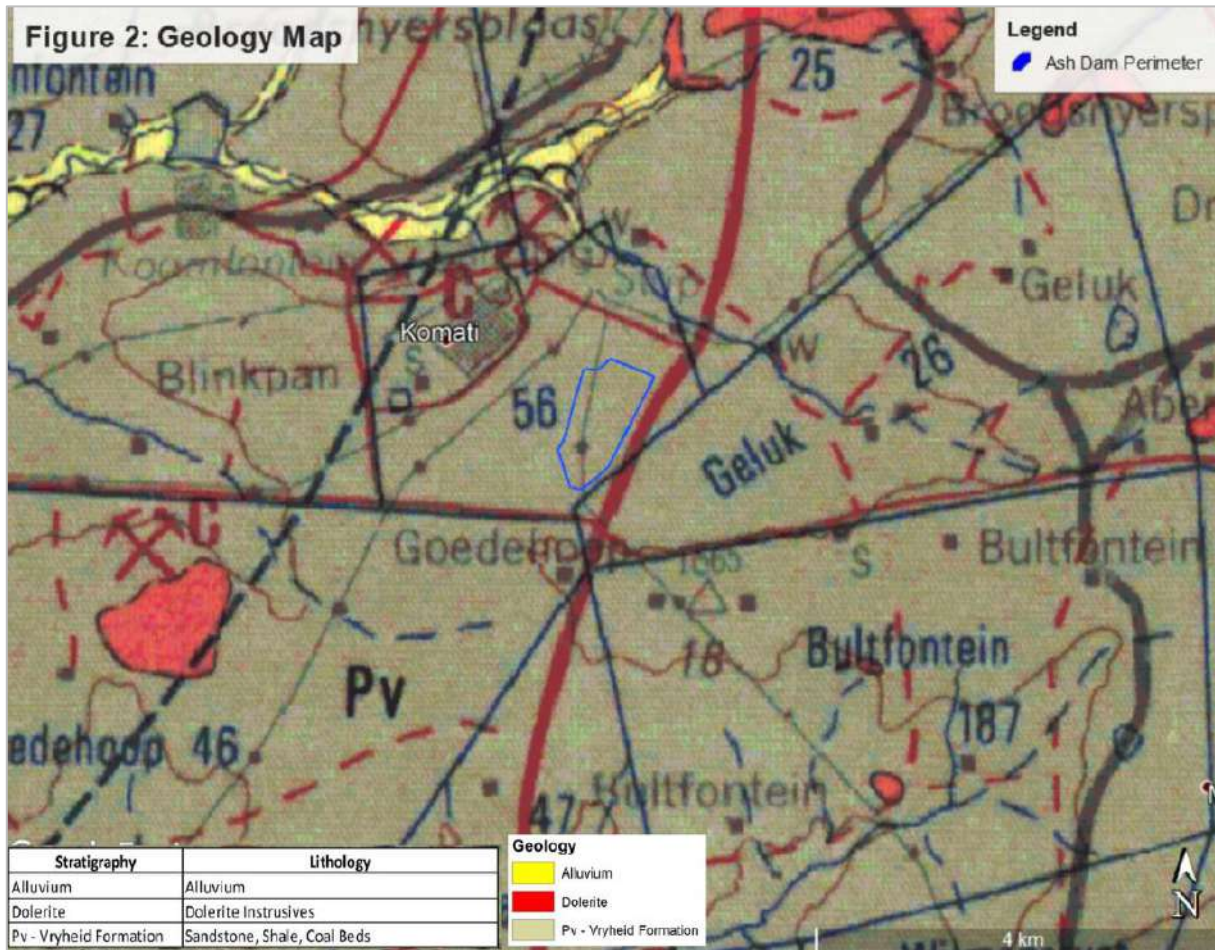 Figure 2: Geology Map
Legend
Ash Dam Perimeter
27
25
Komati
C
S
W
Blinkpan
56
W
26
Geluk
Geluk
C
S
Bultfontein
1665
18
Bultfontein
Pv
187
46
Bultfontein
47
Stratigraphy Lithology
Alluvium Alluvium
Dolerite Dolerite Instrusives
Pv - Vryheid Formation Sandstone, Shale, Coal Beds
Geology
Alluvium
Dolerite
Pv - Vryheid Formation
4 km
N